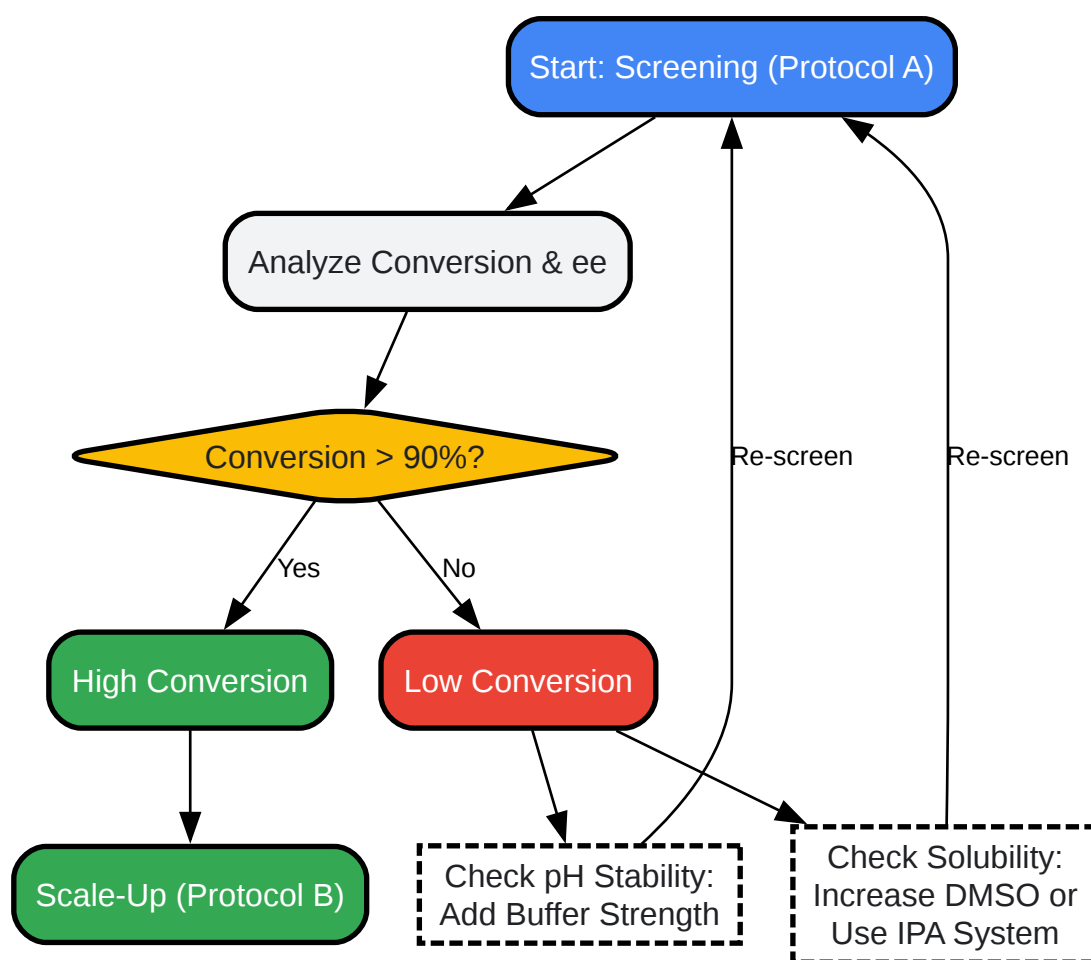 Start: Screening (Protocol A)
Analyze Conversion & ee
Conversion > 90%?
Re-screen
Re-screen
Yes
No
High Conversion
Low Conversion
Scale-Up (Protocol B)
Check pH Stability:
Add Buffer Strength
Check Solubility:
Increase DMSO or
Use IPA System